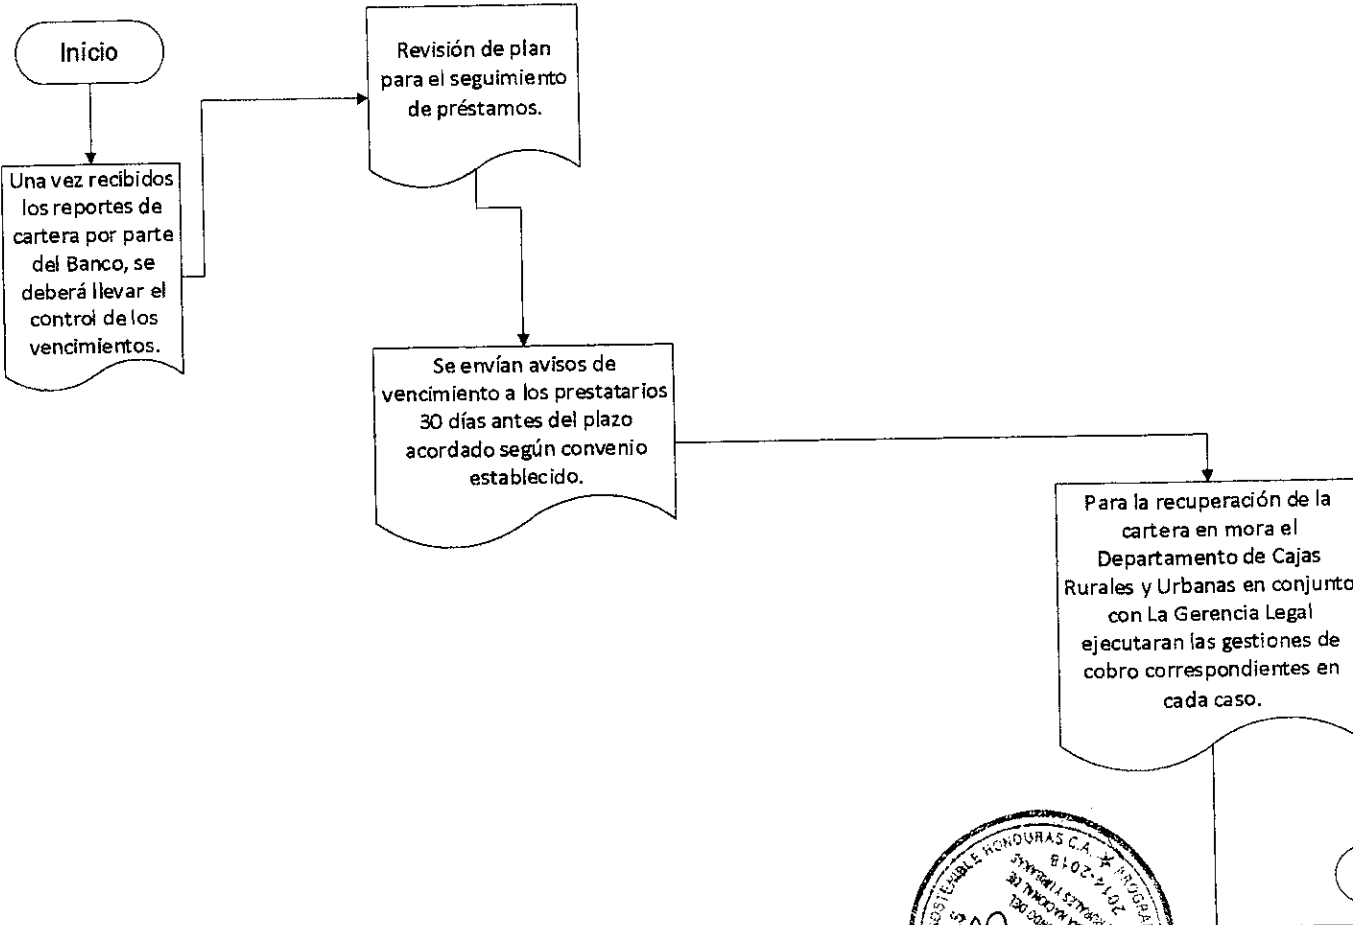 Inicio
Una vez recibidos
los reportes de
cartera por parte
del Banco, se
deberá llevar el
control de los
vencimientos.
Revisión de plan
para el seguimiento
de préstamos.
Se envían avisos de
vencimiento a los prestatarios
30 días antes del plazo
acordado según convenio
establecido.
Para la recuperación de la
cartera en mora el
Departamento de Cajas
Rurales y Urbanas en conjunto
con La Gerencia Legal
ejecutaran las gestiones de
cobro correspondientes en
cada caso.
HONDURAS C.A.
2014-2018